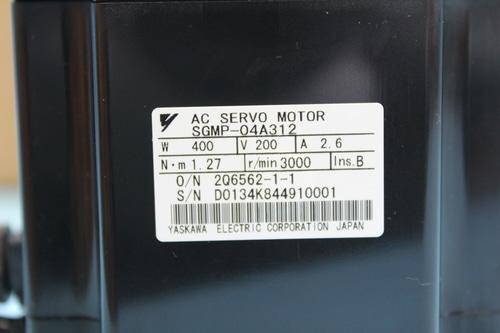 AC SERVO MOTOR
SGMP-04A312
W 400 V 200 A 2.6
N·m 1.27 r/min 3000 Ins.B
O/N 2Q6562-1-1
S/N D0134K844910001
YASKAWA ELECTRIC CORPORATION JAPAN